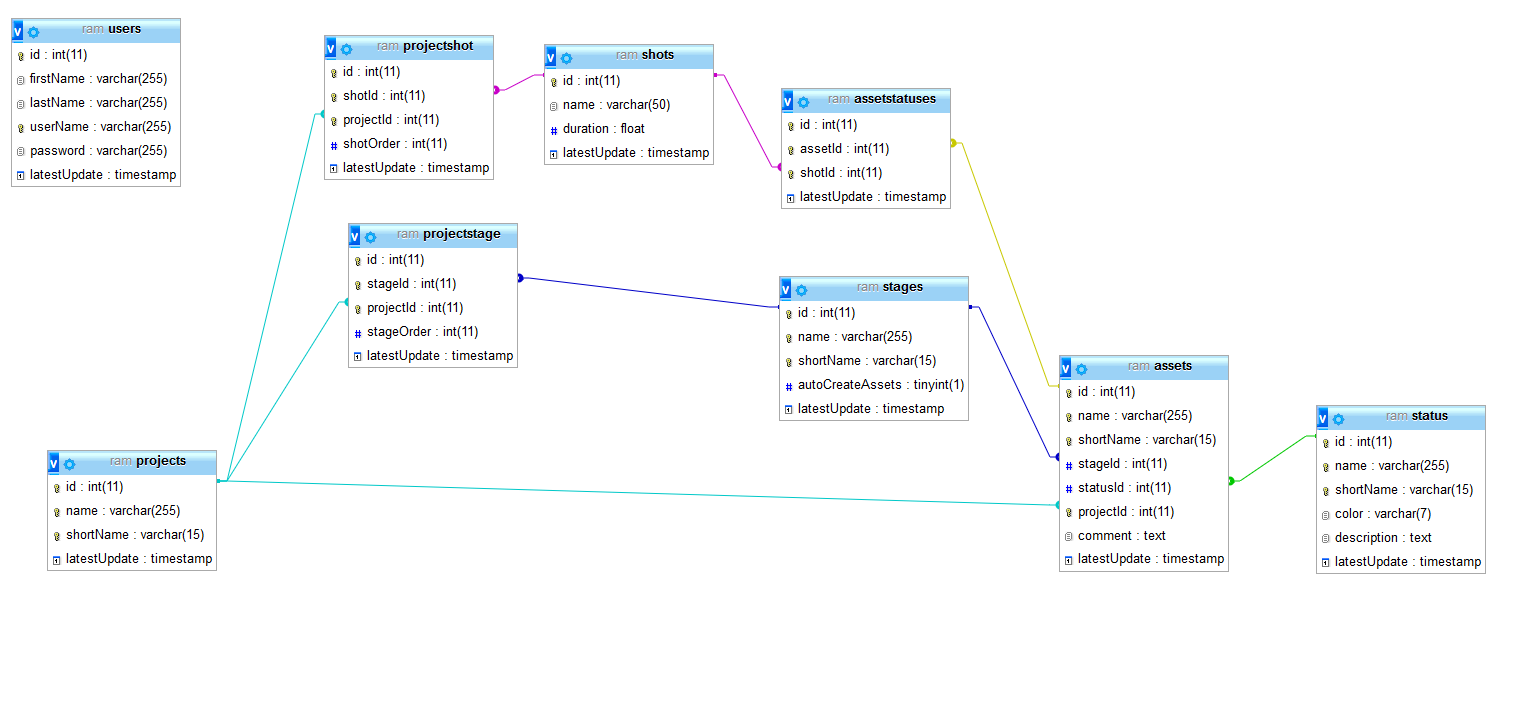 v ram users
id : int(11)
firstName : varchar(255)
lastName : varchar(255)
userName : varchar(255)
password : varchar(255)
latestUpdate : timestamp
v ram projectshot
id : int(11)
shotId : int(11)
projectId : int(11)
# shotOrder : int(11)
latestUpdate : timestamp
v ram shots
id : int(11)
name : varchar(50)
# duration : float
latestUpdate : timestamp
v ram assetstatuses
id : int(11)
assetId : int(11)
shotId : int(11)
latestUpdate : timestamp
v ram projectstage
id : int(11)
stageId : int(11)
projectId : int(11)
# stageOrder : int(11)
latestUpdate : timestamp
v ram stages
id : int(11)
name : varchar(255)
shortName : varchar(15)
# autoCreateAssets : tinyint(1)
latestUpdate : timestamp
v ram assets
id : int(11)
name : varchar(255)
shortName : varchar(15)
# stageId : int(11)
# statusId : int(11)
projectId : int(11)
comment : text
latestUpdate : timestamp
v ram status
id : int(11)
name : varchar(255)
shortName : varchar(15)
color : varchar(7)
description : text
latestUpdate : timestamp
v ram projects
id : int(11)
name : varchar(255)
shortName : varchar(15)
latestUpdate : timestamp